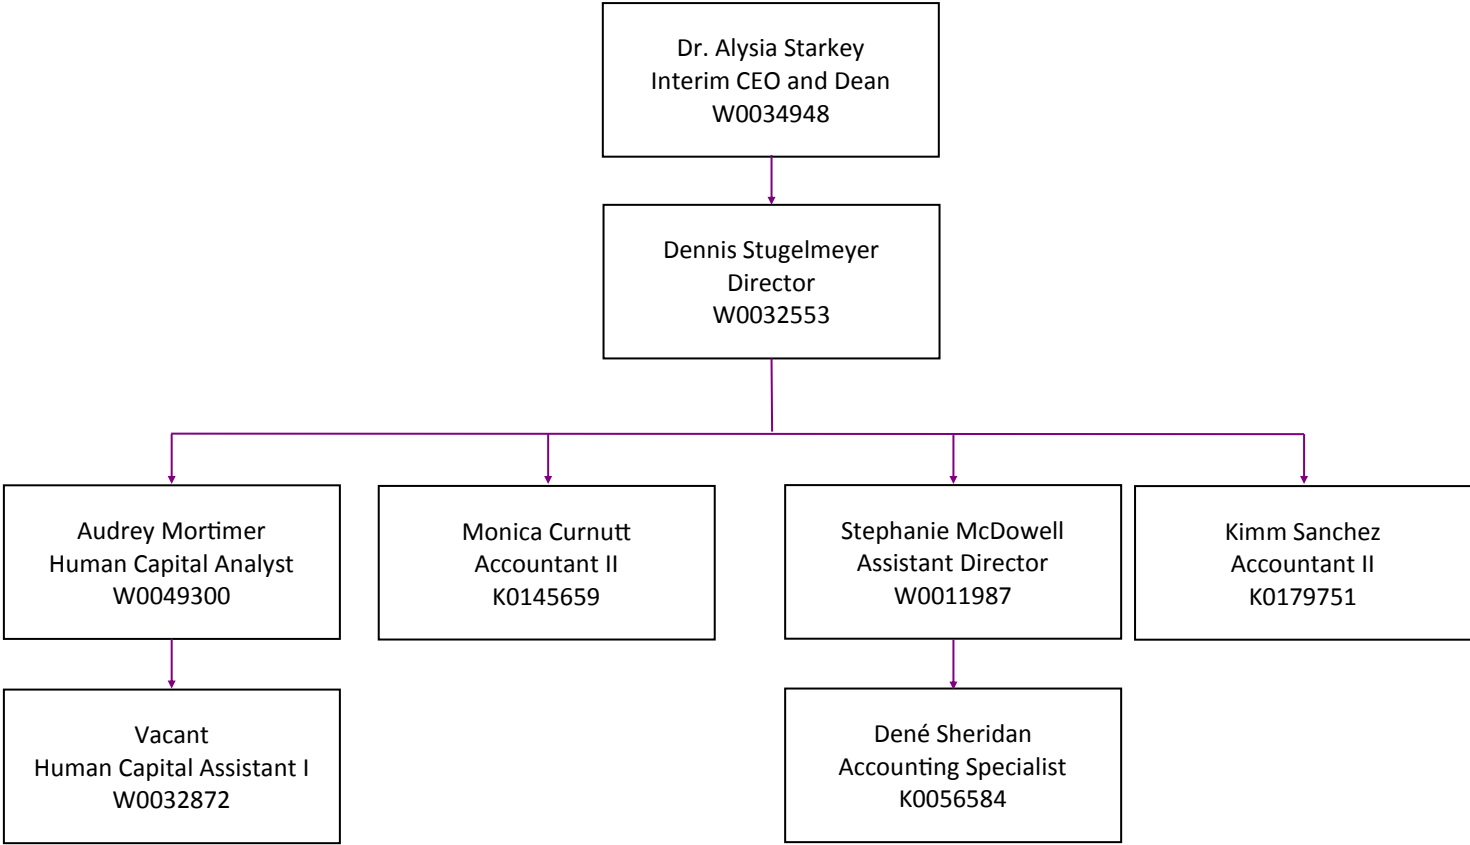 Dr. Alysia Starkey
Interim CEO and Dean
W0034948
Dennis Stugelmeyer
Director
W0032553
Audrey Mortimer
Human Capital Analyst
W0049300
Monica Curnutt
Accountant II
K0145659
Stephanie McDowell
Assistant Director
W0011987
Kimm Sanchez
Accountant II
K0179751
Vacant
Human Capital Assistant I
W0032872
Dené Sheridan
Accounting Specialist
K0056584